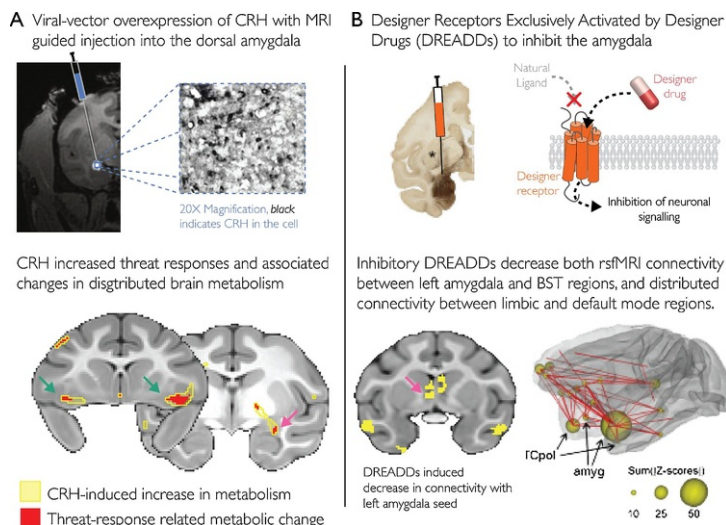 A Viral-vector overexpression of CRH with MRI
guided injection into the dorsal amygdala
20X Magnification, black
indicates CRH in the cell
CRH increased threat responses and associated
changes in disgtributed brain metabolism
CRH-induced increase in metabolism
Threat-response related metabolic change
B Designer Receptors Exclusively Activated by Designer
Drugs (DREADDs) to inhibit the amygdala
Natural
Ligand
Designer
drug
Designer
receptor
Inhibition of neuronal
signalling
Inhibitory DREADDs decrease both rsfMRI connectivity
between left amygdala and BST regions, and distributed
connectivity between limbic and default mode regions.
DREADDs induced
decrease in connectivity with
left amygdala seed
TCpol
amyg
Sum(|Z-scores|)
10 25 50